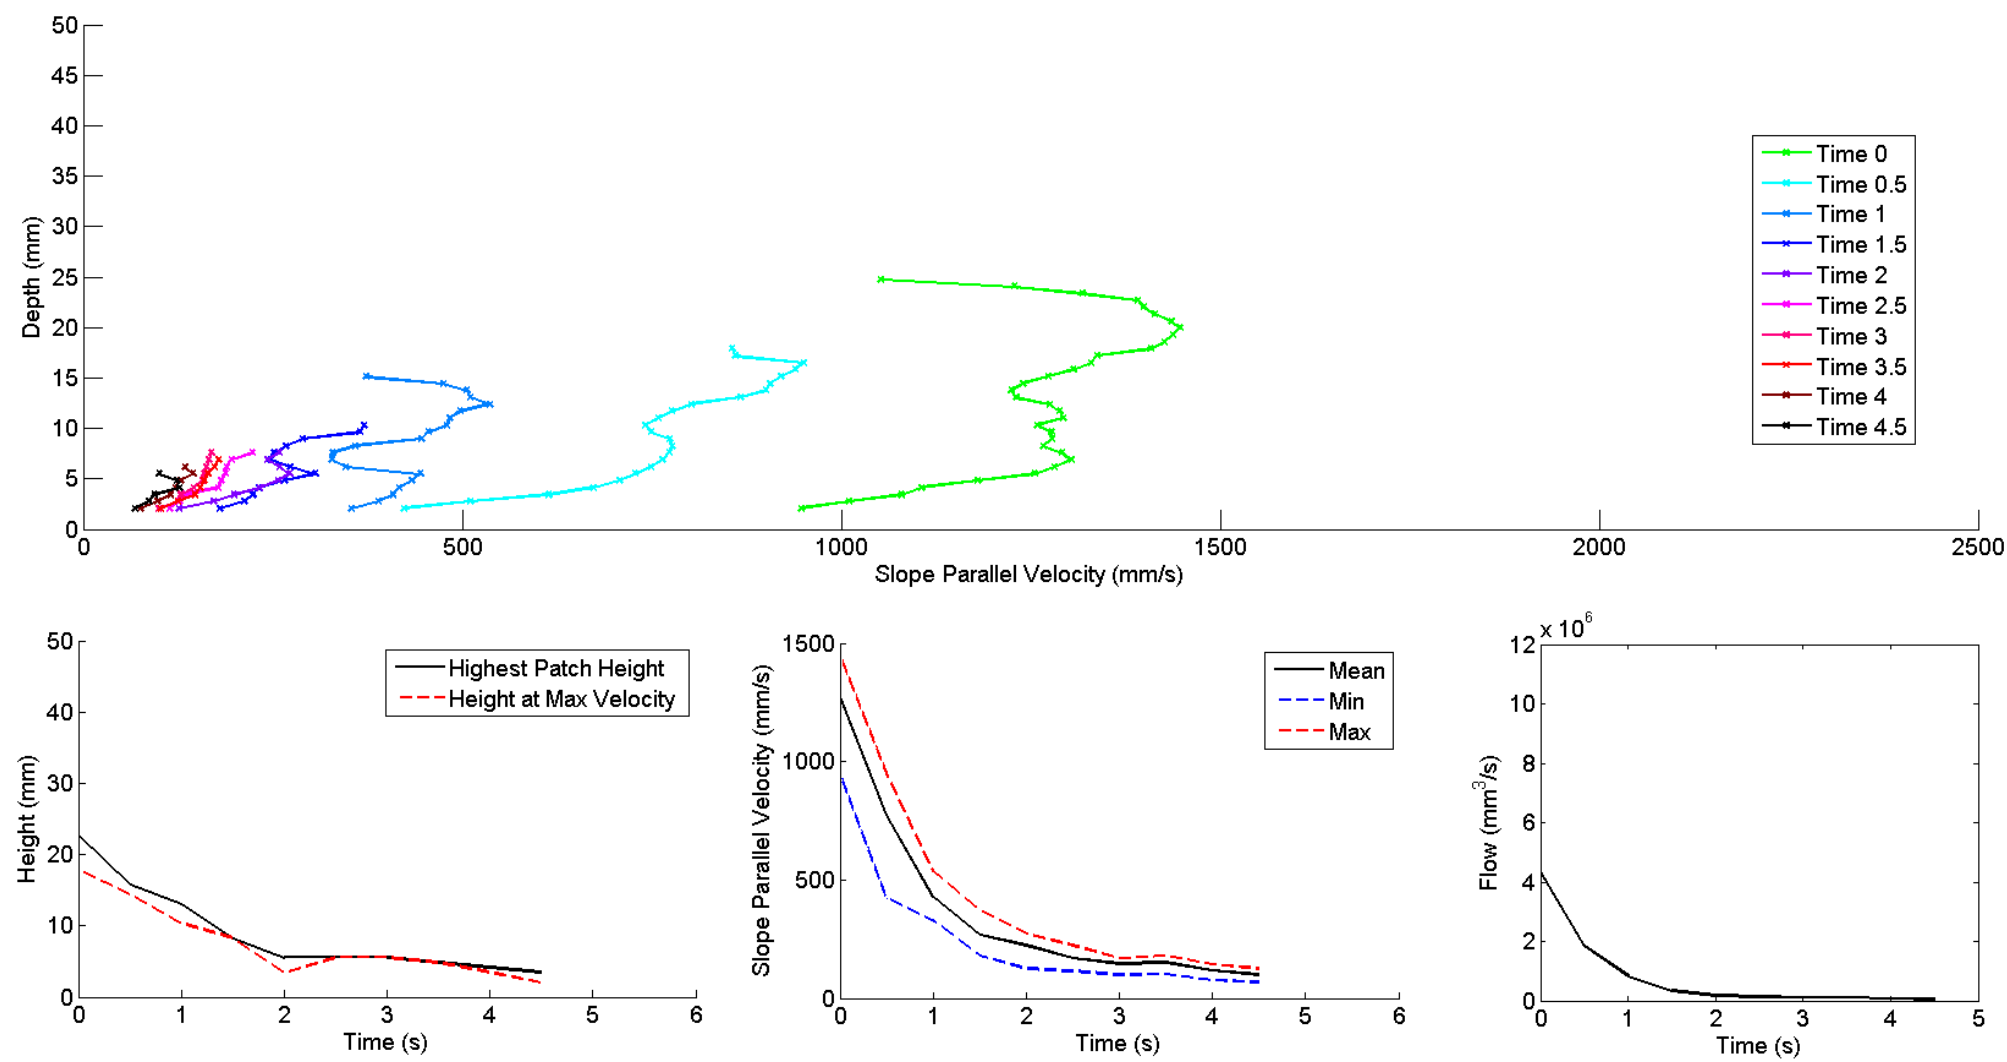 50
45
40
35
30
25
20
15
10
5
0
Depth (mm)
0 500 1000 1500 2000 2500
Slope Parallel Velocity (mm/s)
Time 0
Time 0.5
Time 1
Time 1.5
Time 2
Time 2.5
Time 3
Time 3.5
Time 4
Time 4.5
50
40
30
20
10
0
Height (mm)
Highest Patch Height
Height at Max Velocity
0 1 2 3 4 5 6
Time (s)
1500
1000
500
0
Slope Parallel Velocity (mm/s)
Mean
Min
Max
0 1 2 3 4 5 6
Time (s)
x 10⁶
12
10
8
6
4
2
0
Flow (mm³/s)
0 1 2 3 4 5
Time (s)